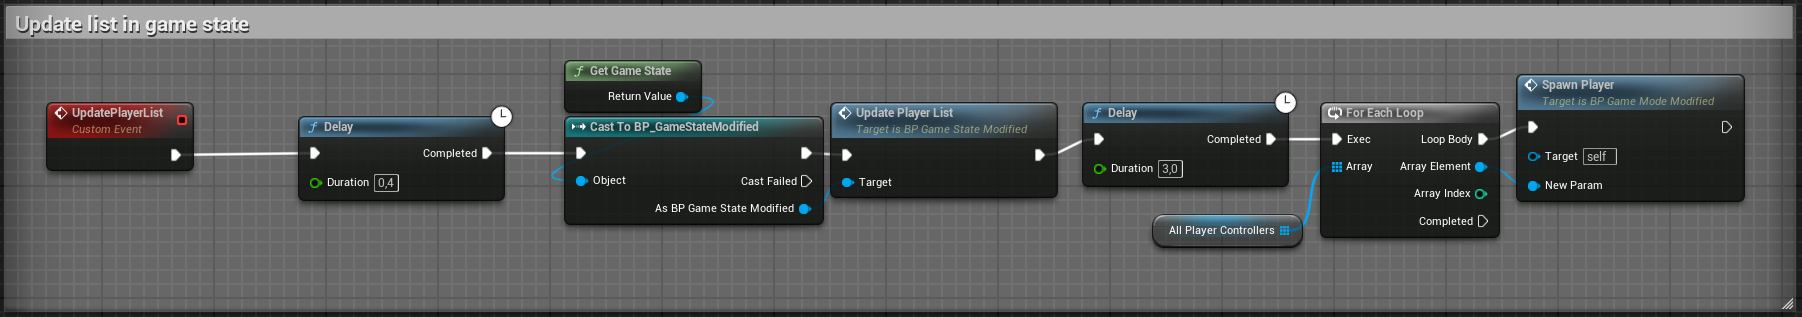 Update list in game state
UpdatePlayerList
Custom Event
Delay
Completed
Duration 0,4
Get Game State
Return Value
Cast To BP_GameStateModified
Object
Cast Failed
As BP Game State Modified
Update Player List
Target is BP Game State Modified
Target
Delay
Completed
Duration 3,0
All Player Controllers
For Each Loop
Exec Loop Body
Array Array Element
Array Index
Completed
Spawn Player
Target is BP Game Mode Modified
Target self
New Param